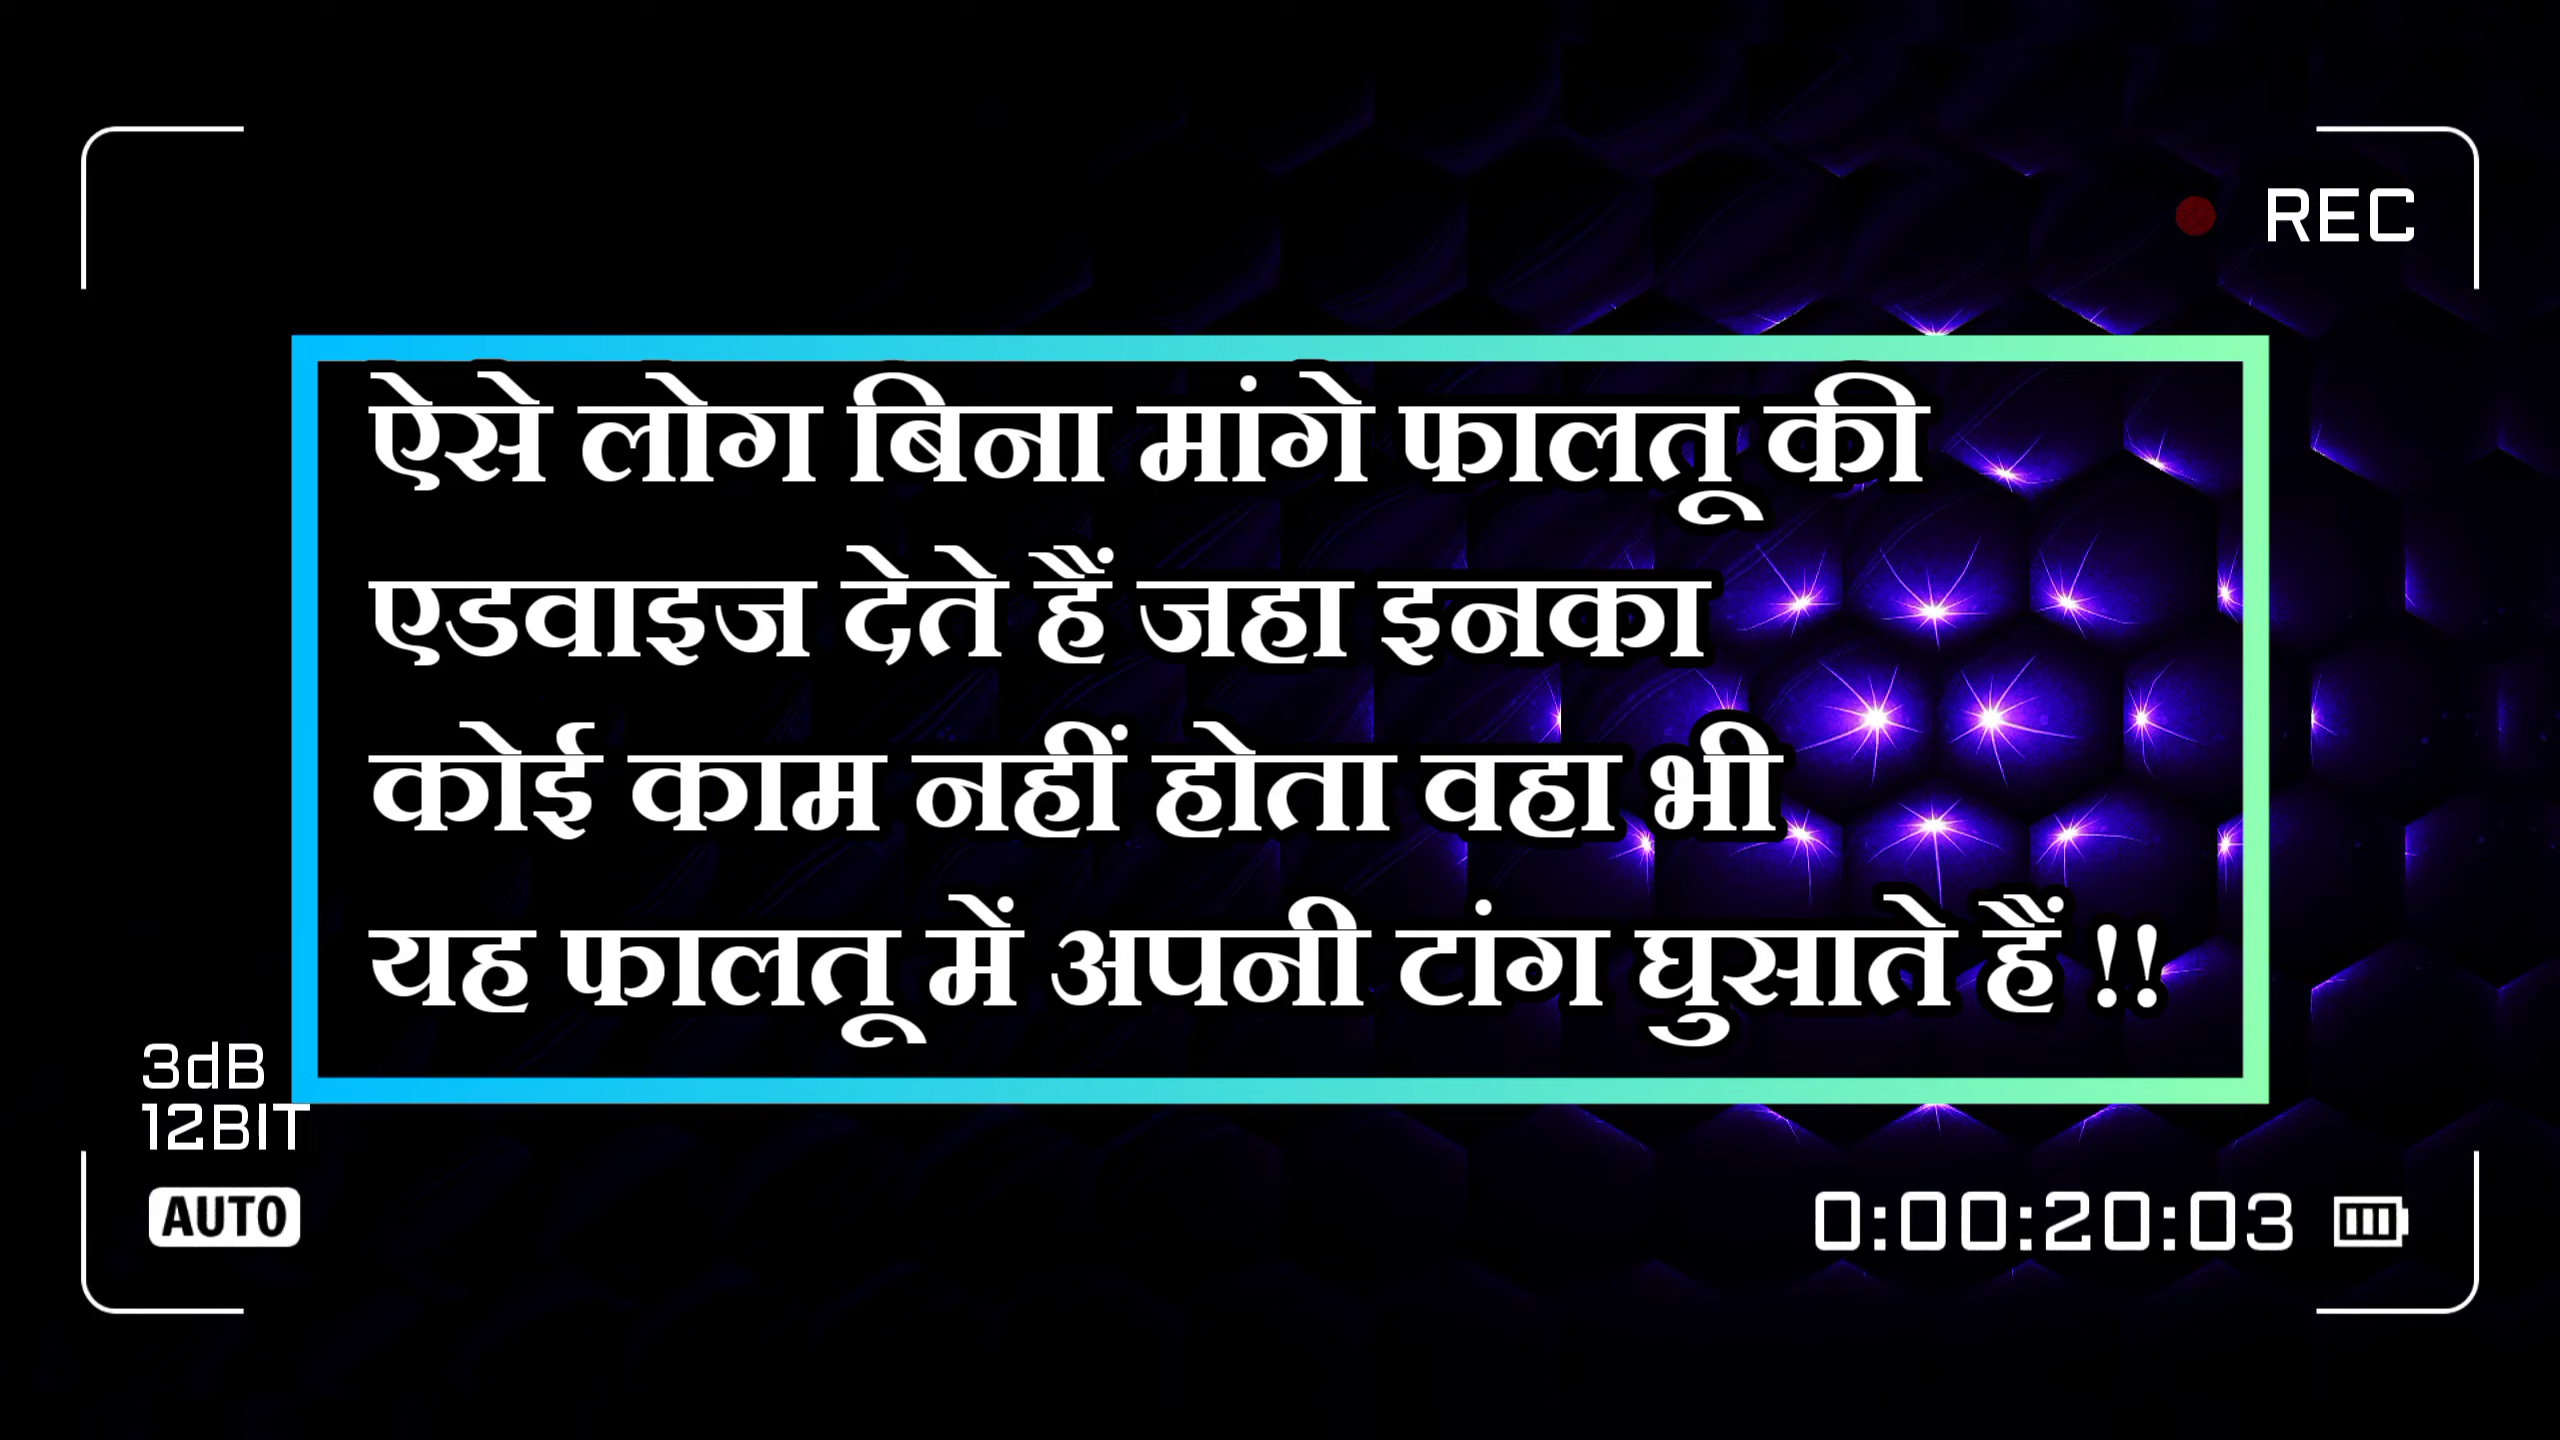 REC
ऐसे लोग बिना मांगे फालतू की
एडवाइज देते हैं जहा इनका
कोई काम नहीं होता वहा भी
यह फालतू में अपनी टांग घुसाते हैं !!
3dB
12BIT
AUTO
0:00:20:03